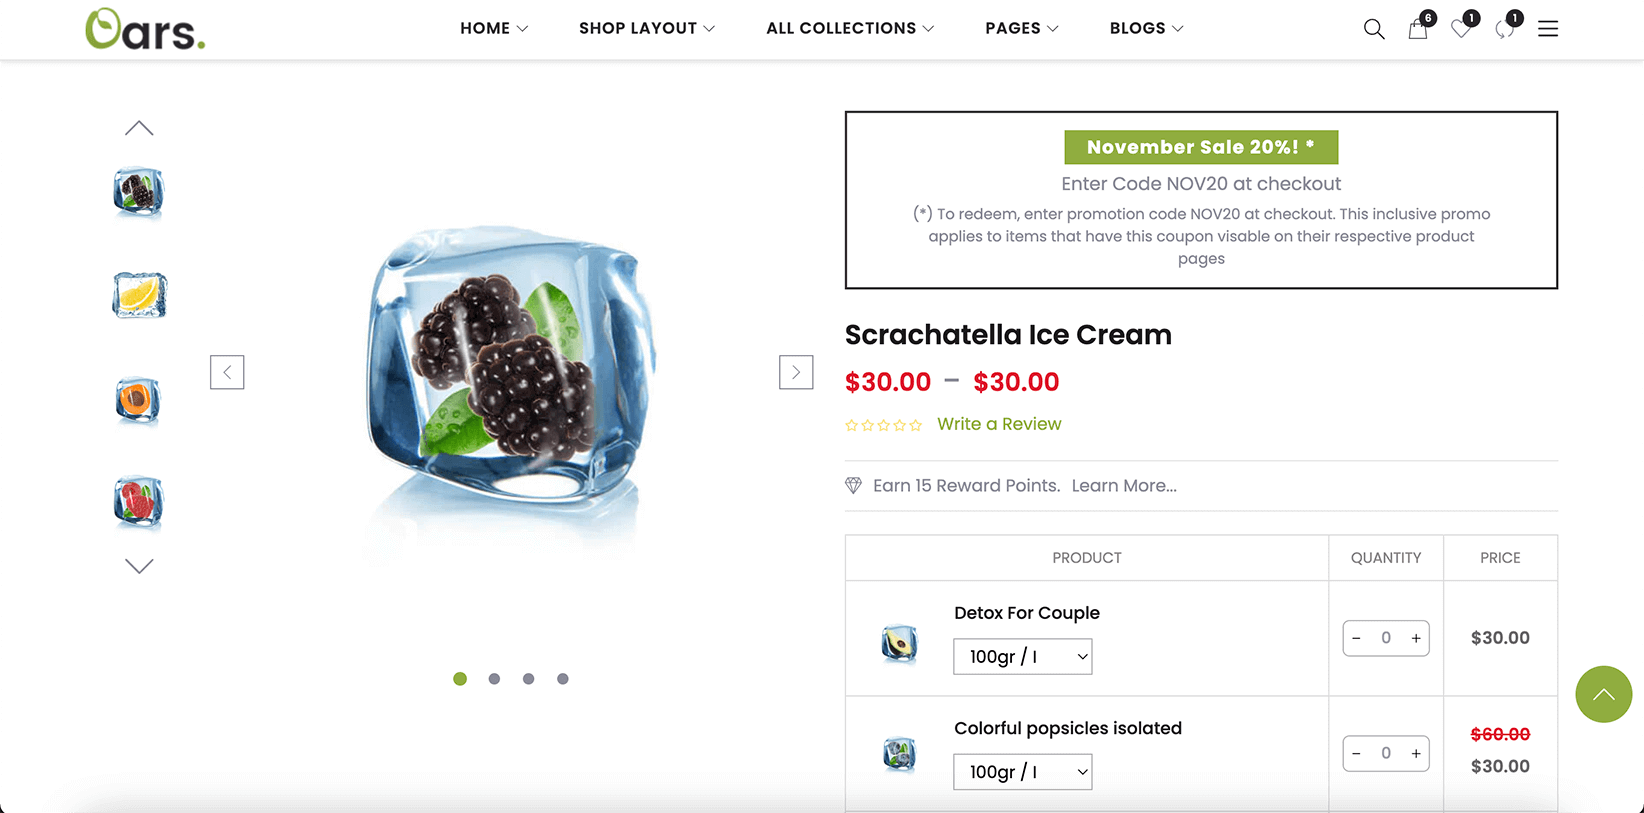 Oars.
HOME SHOP LAYOUT ALL COLLECTIONS PAGES BLOGS 6 1 1
November Sale 20%! *
Enter Code NOV20 at checkout
(*) To redeem, enter promotion code NOV20 at checkout. This inclusive promo
applies to items that have this coupon visable on their respective product
pages
Scrachatella Ice Cream
$30.00 – $30.00
Write a Review
Earn 15 Reward Points. Learn More...
PRODUCT QUANTITY PRICE
Detox For Couple
100gr / l − 0 + $30.00
Colorful popsicles isolated
$60.00
100gr / l − 0 + $30.00